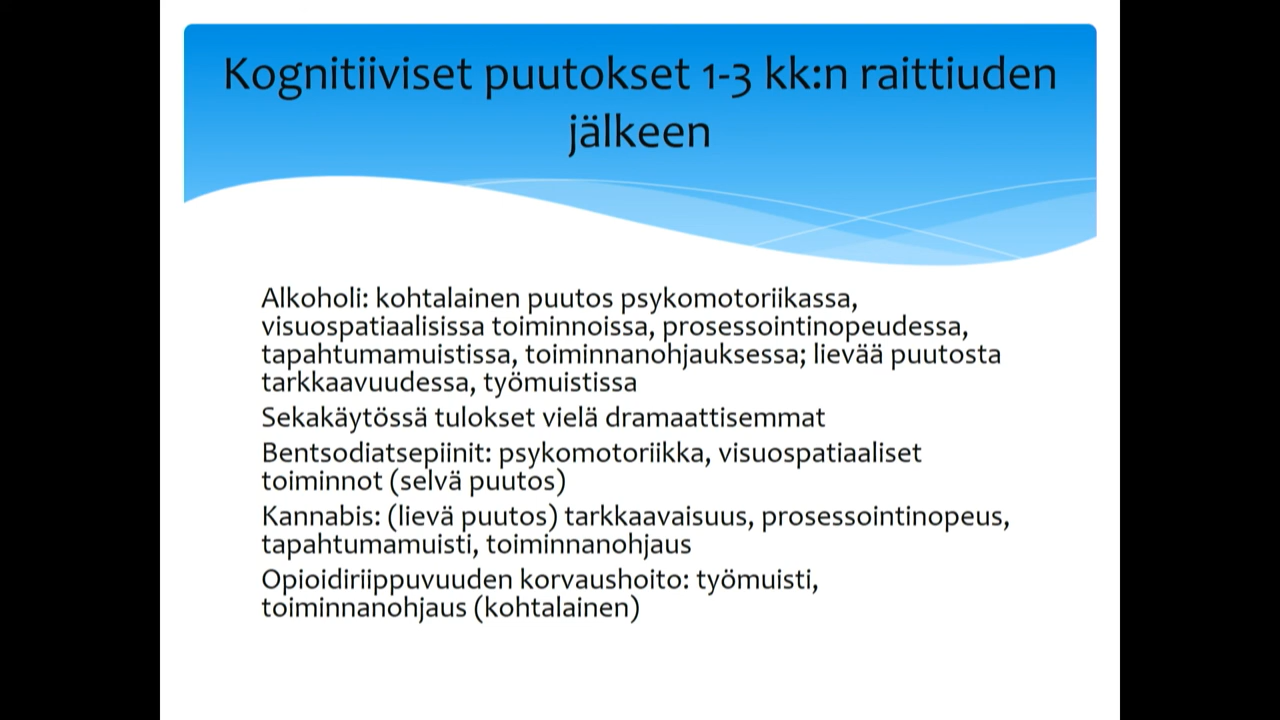 Kognitiiviset puutokset 1-3 kk:n raittiuden
jälkeen
Alkoholi: kohtalainen puutos psykomotoriikassa,
visuospatiaalisissa toiminnoissa, prosessointinopeudessa,
tapahtumamuistissa, toiminnanohjauksessa; lievää puutosta
tarkkaavuudessa, työmuistissa
Sekakäytössä tulokset vielä dramaattisemmat
Bentsodiatsepiinit: psykomotoriikka, visuospatiaaliset
toiminnot (selvä puutos)
Kannabis: (lievä puutos) tarkkaavaisuus, prosessointinopeus,
tapahtumamuisti, toiminnanohjaus
Opioidiriippuvuuden korvaushoito: työmuisti,
toiminnanohjaus (kohtalainen)